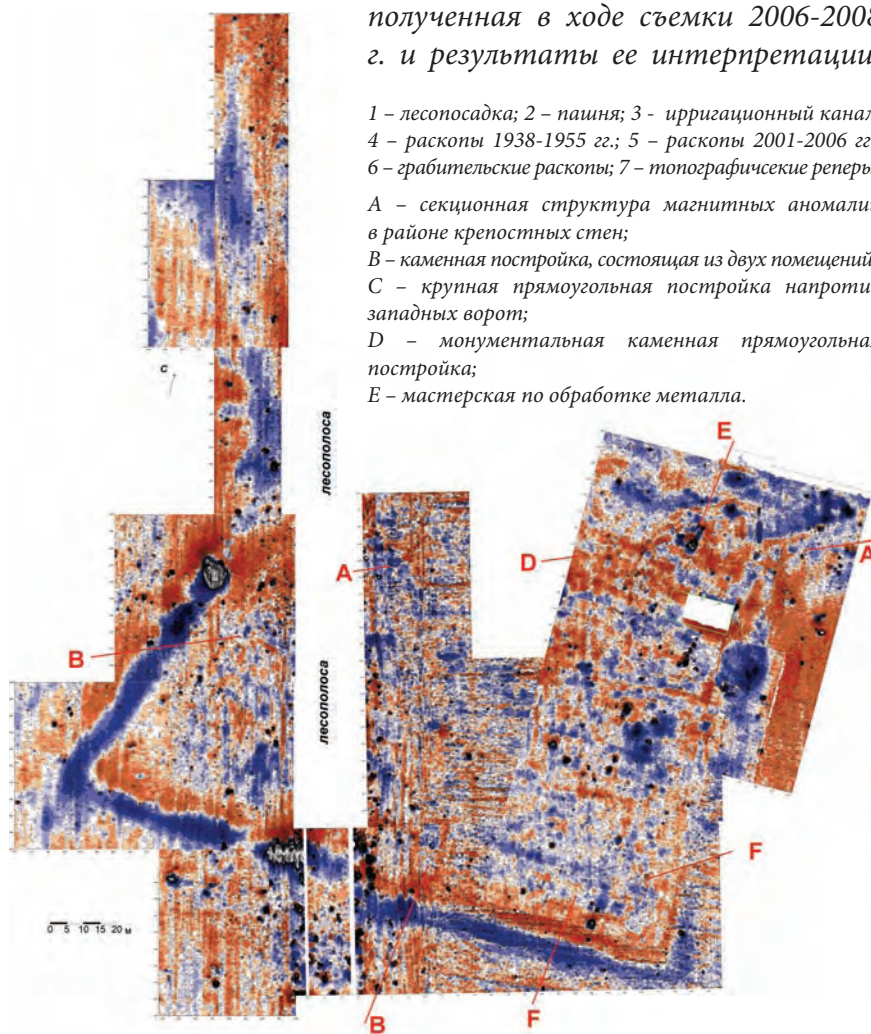 полученная в ходе съемки 2006-2008
г. и результаты ее интерпретации
1 – лесопосадка; 2 – пашня; 3 - ирригационный канал
4 – раскопы 1938-1955 гг.; 5 – раскопы 2001-2006 гг
6 – грабительские раскопы; 7 – топографичсекие реперы
A – секционная структура магнитных аномалий
в районе крепостных стен;
B – каменная постройка, состоящая из двух помещений
C – крупная прямоугольная постройка напротив
западных ворот;
D – монументальная каменная прямоугольная
постройка;
E – мастерская по обработке металла.
С
лесополоса
E
A
D
A
B
лесополоса
F
0 5 10 15 20 м
B
F